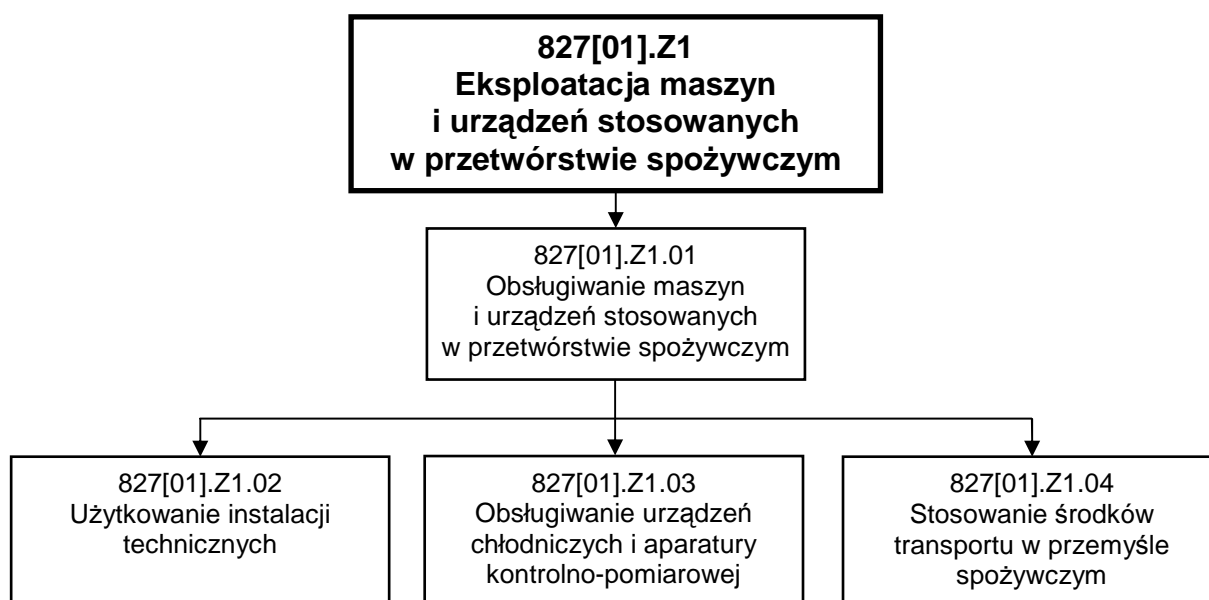 827[01].Z1
Eksploatacja maszyn
i urządzeń stosowanych
w przetwórstwie spożywczym
827[01].Z1.01
Obsługiwanie maszyn
i urządzeń stosowanych
w przetwórstwie spożywczym
827[01].Z1.02
Użytkowanie instalacji
technicznych
827[01].Z1.03
Obsługiwanie urządzeń
chłodniczych i aparatury
kontrolno-pomiarowej
827[01].Z1.04
Stosowanie środków
transportu w przemyśle
spożywczym